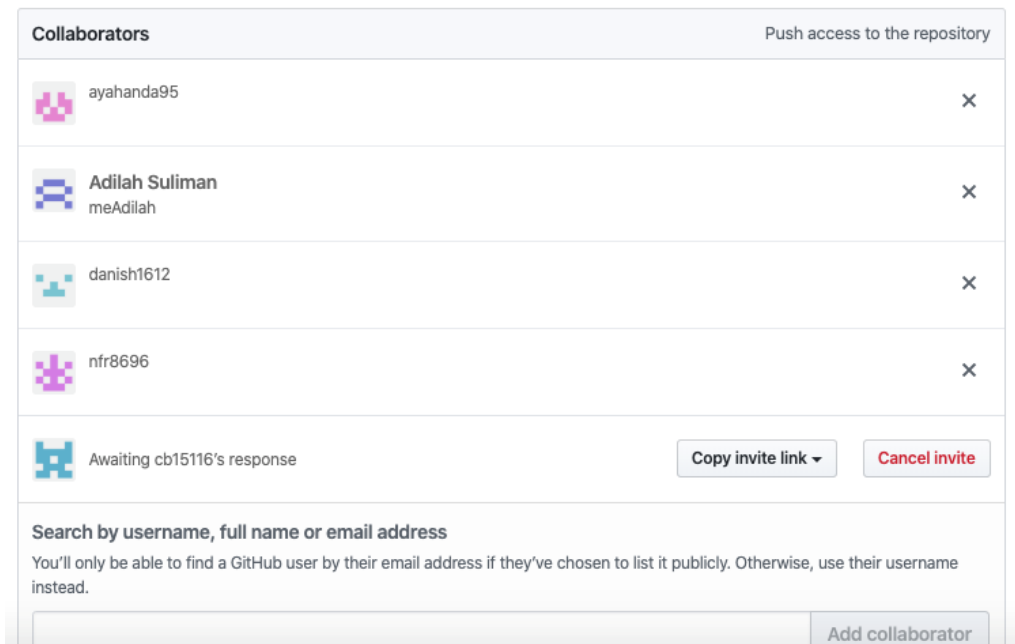 Collaborators
Push access to the repository
ayahanda95
Adilah Suliman
meAdilah
danish1612
nfr8696
Awaiting cb15116’s response
Copy invite link
Cancel invite
Search by username, full name or email address
You’ll only be able to find a GitHub user by their email address if they’ve chosen to list it publicly. Otherwise, use their username
instead.
Add collaborator